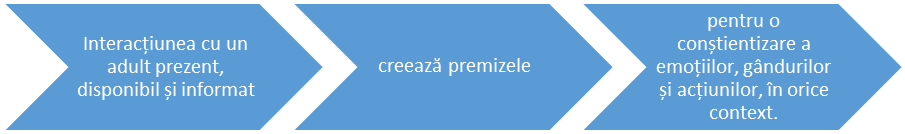 Interacțiunea cu un
adult prezent,
disponibil și informat
creează premizele
pentru o
conștientizare a
emoțiilor, gândurilor
și acțiunilor, în orice
context.